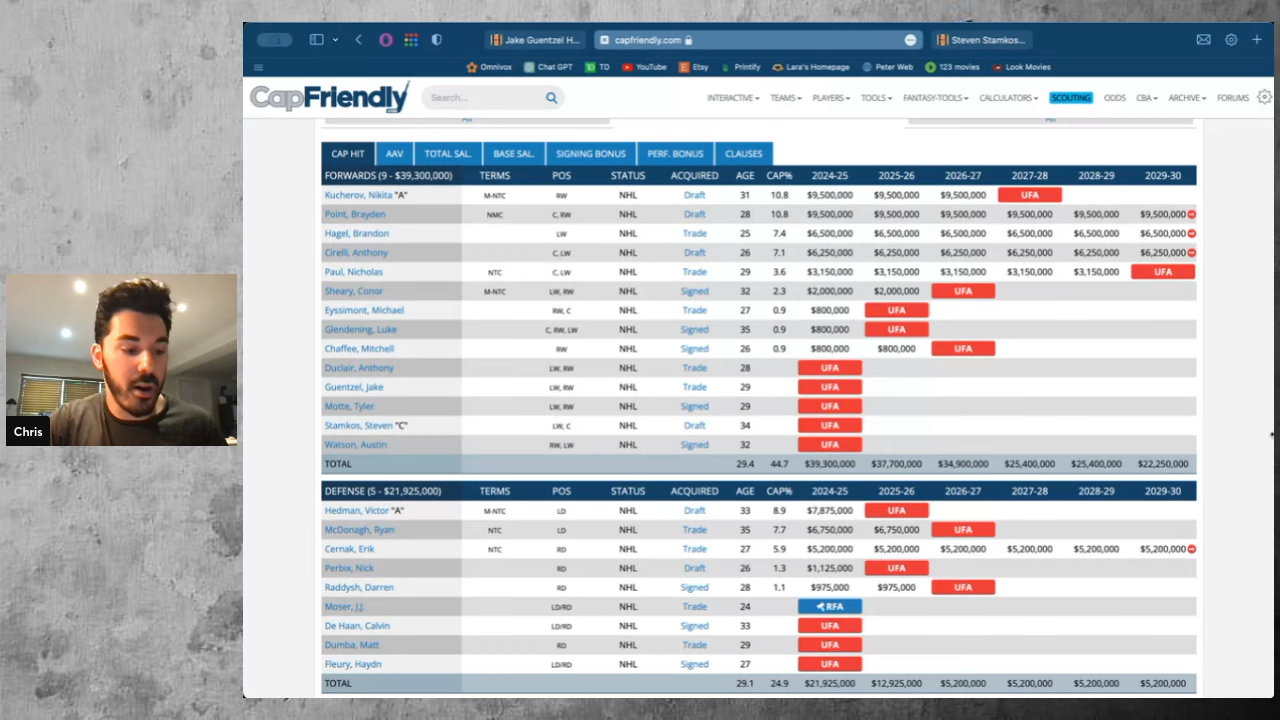 Jake Guentzel H... capfriendly.com Steven Stamkos...
Omnivox Chat GPT TD YouTube Etsy Printify Lara's Homepage Peter Web 123 movies Look Movies
CapFriendly Search... INTERACTIVE TEAMS PLAYERS TOOLS FANTASY-TOOLS CALCULATORS SCOUTING ODDS CBA ARCHIVE FORUMS
CAP HIT AAV TOTAL SAL. BASE SAL. SIGNING BONUS PERF. BONUS CLAUSES
FORWARDS (9 - $39,300,000) TERMS POS STATUS ACQUIRED AGE CAP% 2024-25 2025-26 2026-27 2027-28 2028-29 2029-30
Kucherov, Nikita "A" M-NTC RW NHL Draft 31 10.8 $9,500,000 $9,500,000 $9,500,000 UFA
Point, Brayden NMC C, RW NHL Draft 28 10.8 $9,500,000 $9,500,000 $9,500,000 $9,500,000 $9,500,000 $9,500,000
Hagel, Brandon LW NHL Trade 25 7.4 $6,500,000 $6,500,000 $6,500,000 $6,500,000 $6,500,000 $6,500,000
Cirelli, Anthony C, LW NHL Draft 26 7.1 $6,250,000 $6,250,000 $6,250,000 $6,250,000 $6,250,000 $6,250,000
Paul, Nicholas NTC C, LW NHL Trade 29 3.6 $3,150,000 $3,150,000 $3,150,000 $3,150,000 $3,150,000 UFA
Sheary, Conor M-NTC LW, RW NHL Signed 32 2.3 $2,000,000 $2,000,000 UFA
Eyssimont, Michael RW, C NHL Trade 27 0.9 $800,000 UFA
Glendening, Luke C, RW, LW NHL Signed 35 0.9 $800,000 UFA
Chaffee, Mitchell RW NHL Signed 26 0.9 $800,000 $800,000 UFA
Duclair, Anthony LW, RW NHL Trade 28 UFA
Guentzel, Jake LW, RW NHL Trade 29 UFA
Motte, Tyler LW, RW NHL Signed 29 UFA
Stamkos, Steven "C" LW, C NHL Draft 34 UFA
Watson, Austin RW, LW NHL Signed 32 UFA
TOTAL 29.4 44.7 $39,300,000 $37,700,000 $34,900,000 $25,400,000 $25,400,000 $22,250,000
DEFENSE (5 - $21,925,000) TERMS POS STATUS ACQUIRED AGE CAP% 2024-25 2025-26 2026-27 2027-28 2028-29 2029-30
Hedman, Victor "A" M-NTC LD NHL Draft 33 8.9 $7,875,000 UFA
McDonagh, Ryan NTC LD NHL Trade 35 7.7 $6,750,000 $6,750,000 UFA
Cernak, Erik NTC RD NHL Trade 27 5.9 $5,200,000 $5,200,000 $5,200,000 $5,200,000 $5,200,000 $5,200,000
Perbix, Nick RD NHL Draft 26 1.3 $1,125,000 UFA
Raddysh, Darren RD NHL Signed 28 1.1 $975,000 $975,000 UFA
Moser, J.J. LD/RD NHL Trade 24 RFA
De Haan, Calvin LD/RD NHL Signed 33 UFA
Dumba, Matt RD NHL Trade 29 UFA
Fleury, Haydn LD/RD NHL Signed 27 UFA
TOTAL 29.1 24.9 $21,925,000 $12,925,000 $5,200,000 $5,200,000 $5,200,000 $5,200,000
Chris